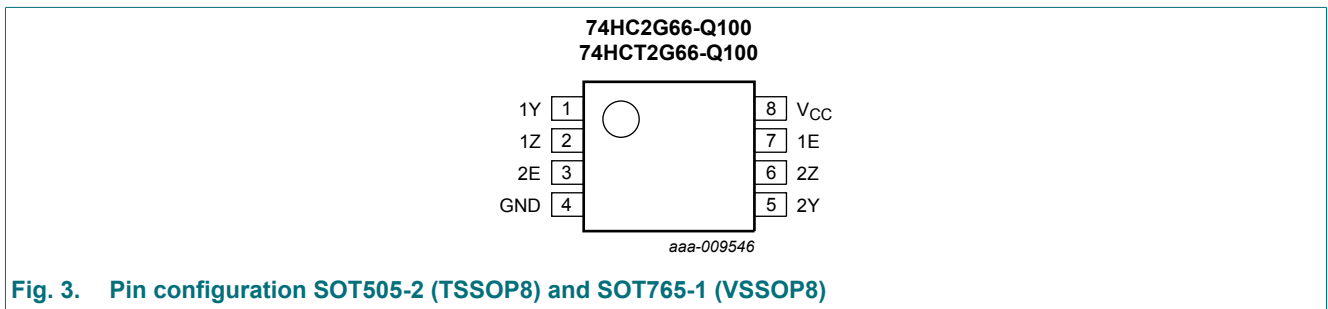 74HC2G66-Q100
74HCT2G66-Q100
1Y 1 8 VCC
1Z 2 7 1E
2E 3 6 2Z
GND 4 5 2Y
aaa-009546
Fig. 3. Pin configuration SOT505-2 (TSSOP8) and SOT765-1 (VSSOP8)